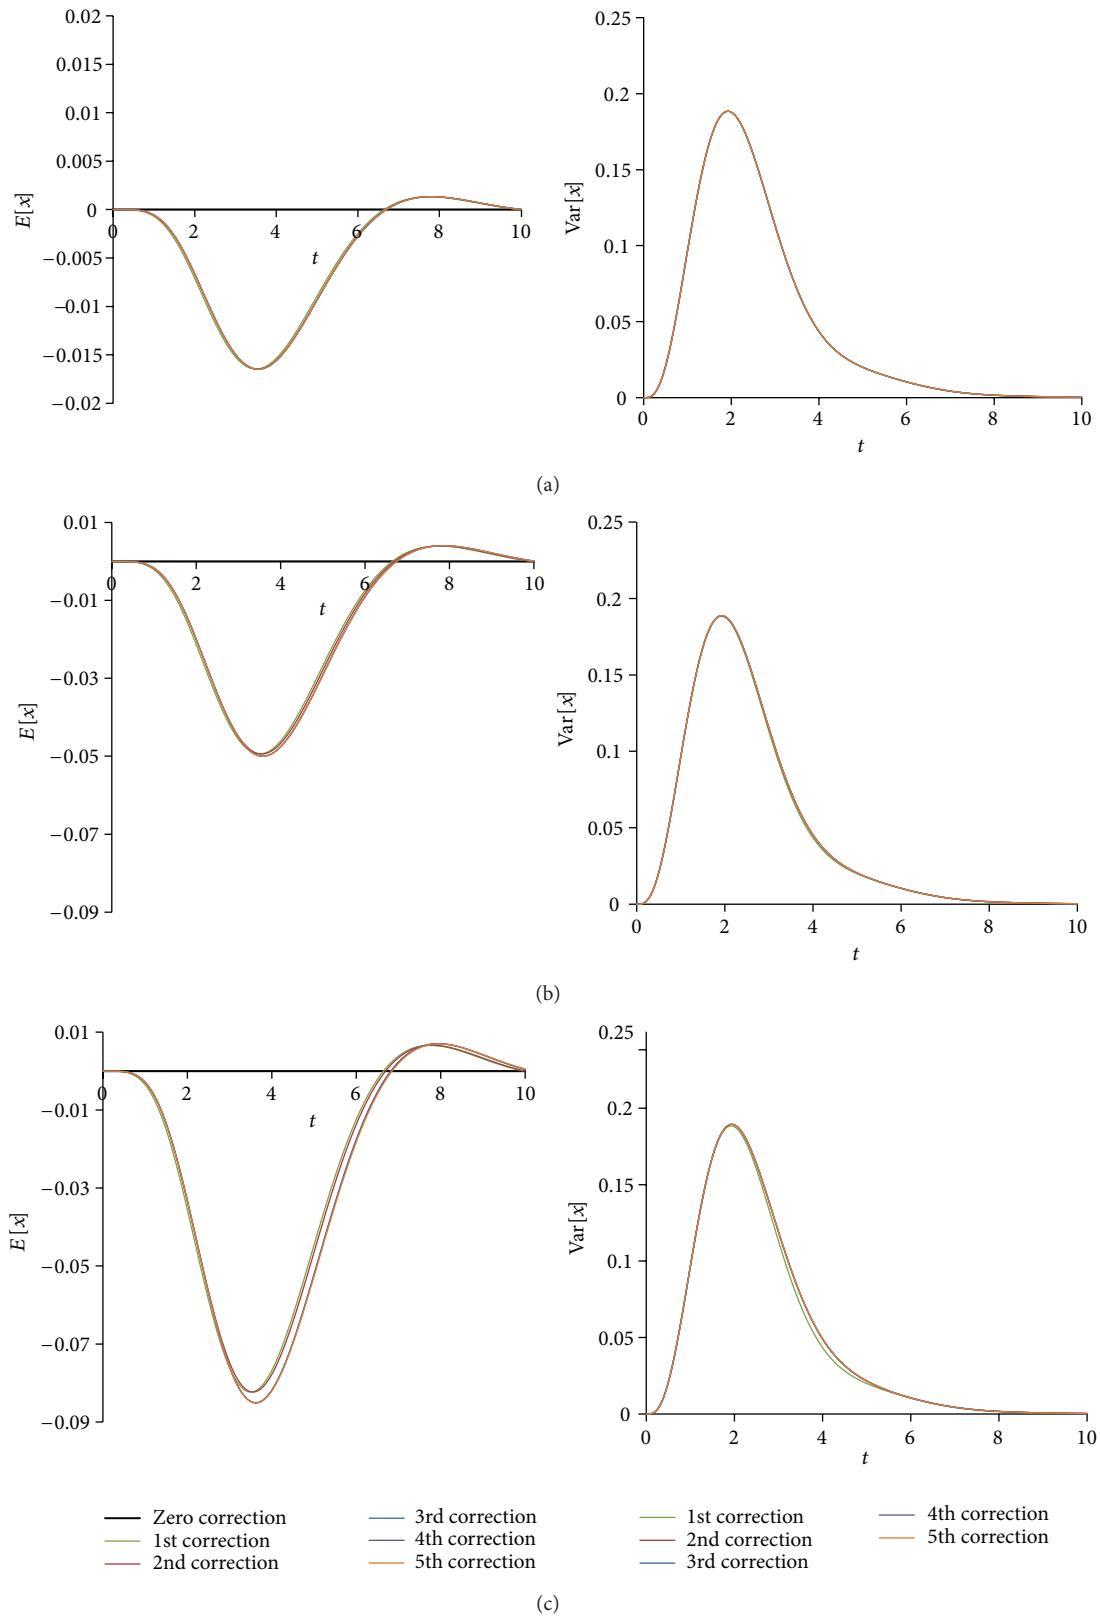 0.02
0.015
0.01
0.005
0
−0.005
−0.01
−0.015
−0.02
E[x]
0 2 4 6 8 10
t
0.25
0.2
0.15
0.1
0.05
0
Var[x]
0 2 4 6 8 10
t
(a)
0.01
−0.01
−0.03
−0.05
−0.07
−0.09
E[x]
0 2 4 6 8 10
t
0.25
0.2
0.15
0.1
0.05
0
Var[x]
0 2 4 6 8 10
t
(b)
0.01
−0.01
−0.03
−0.05
−0.07
−0.09
E[x]
0 2 4 6 8 10
t
0.25
0.2
0.15
0.1
0.05
0
Var[x]
0 2 4 6 8 10
t
Zero correction
1st correction
2nd correction
3rd correction
4th correction
5th correction
1st correction
2nd correction
3rd correction
4th correction
5th correction
(c)